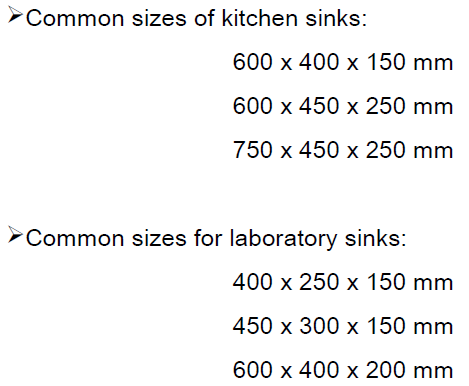 ➢Common sizes of kitchen sinks:
600 x 400 x 150 mm
600 x 450 x 250 mm
750 x 450 x 250 mm
➢Common sizes for laboratory sinks:
400 x 250 x 150 mm
450 x 300 x 150 mm
600 x 400 x 200 mm